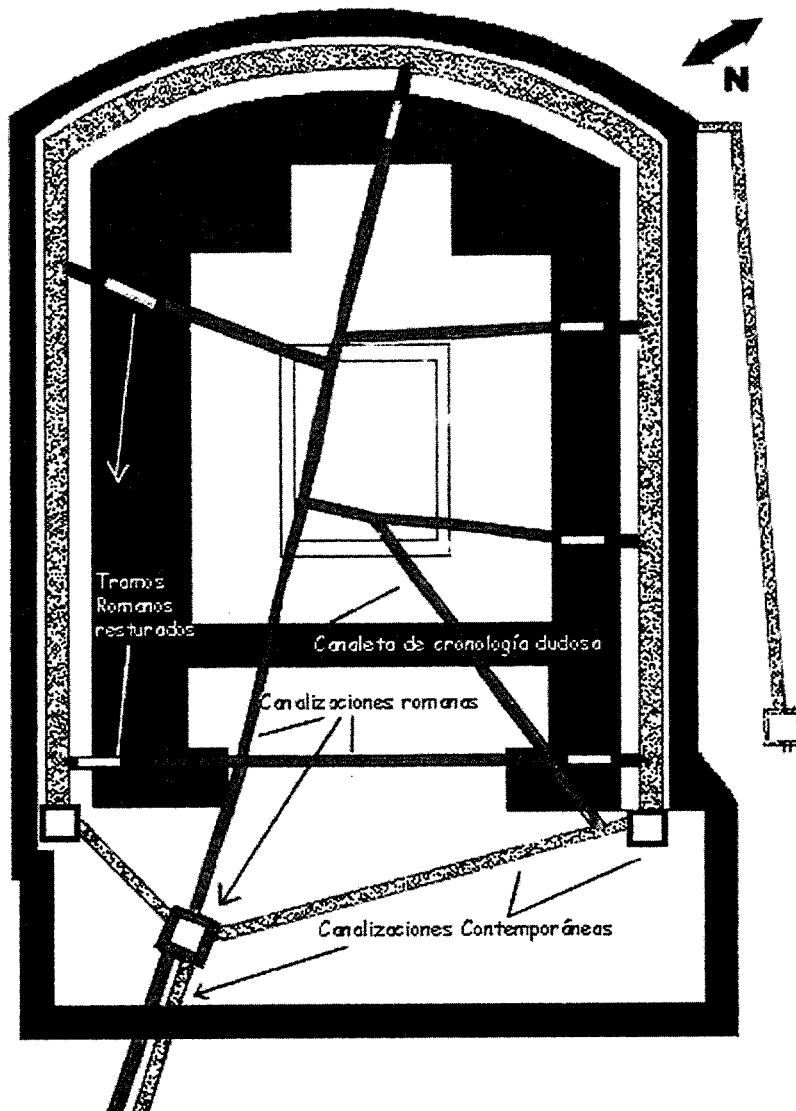 N
Tramos
Romanos
resturados
Canaleta de cronología dudosa
Canalizaciones romanas
Canalizaciones Contemporáneas